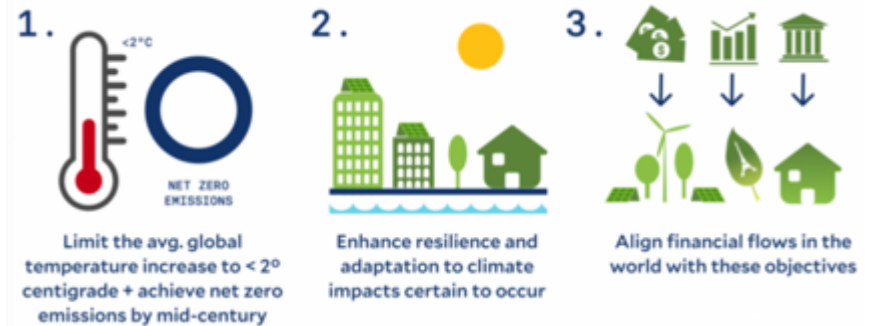 1.
<2°C
NET ZERO
EMISSIONS
Limit the avg. global
temperature increase to < 2º
centigrade + achieve net zero
emissions by mid-century
2.
Enhance resilience and
adaptation to climate
impacts certain to occur
3.
$
Align financial flows in the
world with these objectives